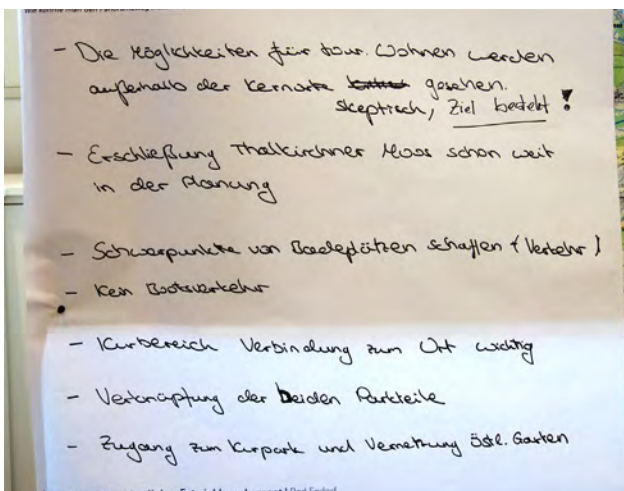 - Die Möglichkeiten für tour. Wohnen werden
außerhalb der Kernorte gesehen.
skeptisch, Ziel besteht !
- Erschließung Thalkirchner Moos schon weit
in der Planung
- Schwerpunkte von Badeplätzen schaffen (Verkehr)
- Kein Bootsverkehr
- Kurbereich Verbindung zum Ort wichtig
- Verknüpfung der beiden Parkteile
- Zugang zum Kurpark und Vernetzung östl. Garten